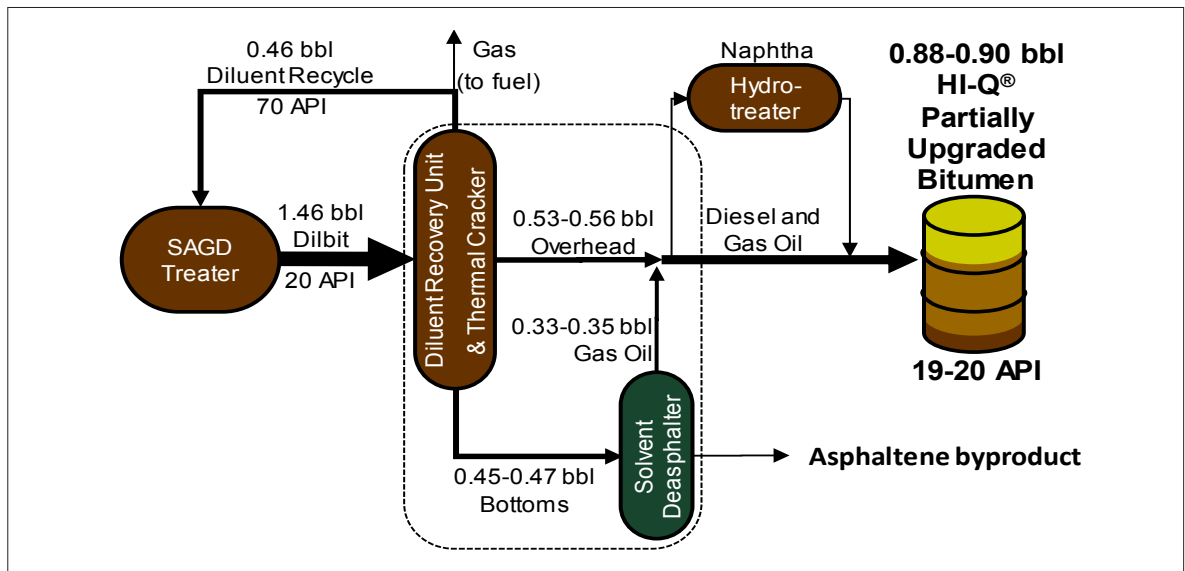 0.46 bbl
Diluent Recycle
70 API
Gas
(to fuel)
Naphtha
Hydro-
treater
0.88-0.90 bbl
HI-Q®
Partially
Upgraded
Bitumen
SAGD
Treater
1.46 bbl
Dilbit
20 API
Diluent Recovery Unit
& Thermal Cracker
0.53-0.56 bbl
Overhead
Diesel and
Gas Oil
0.33-0.35 bbl
Gas Oil
19-20 API
0.45-0.47 bbl
Bottoms
Solvent
Deasphalter
Asphaltene byproduct